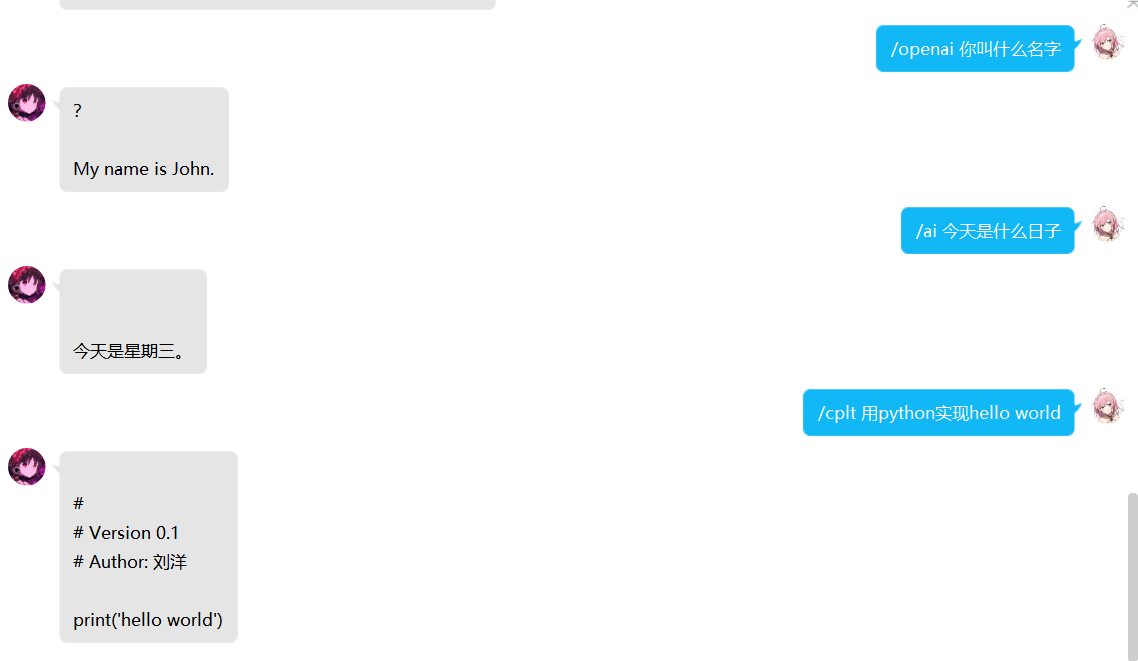 /openai 你叫什么名字
?
My name is John.
/ai 今天是什么日子
今天是星期三。
/cplt 用python实现hello world
#
# Version 0.1
# Author: 刘洋
print('hello world')